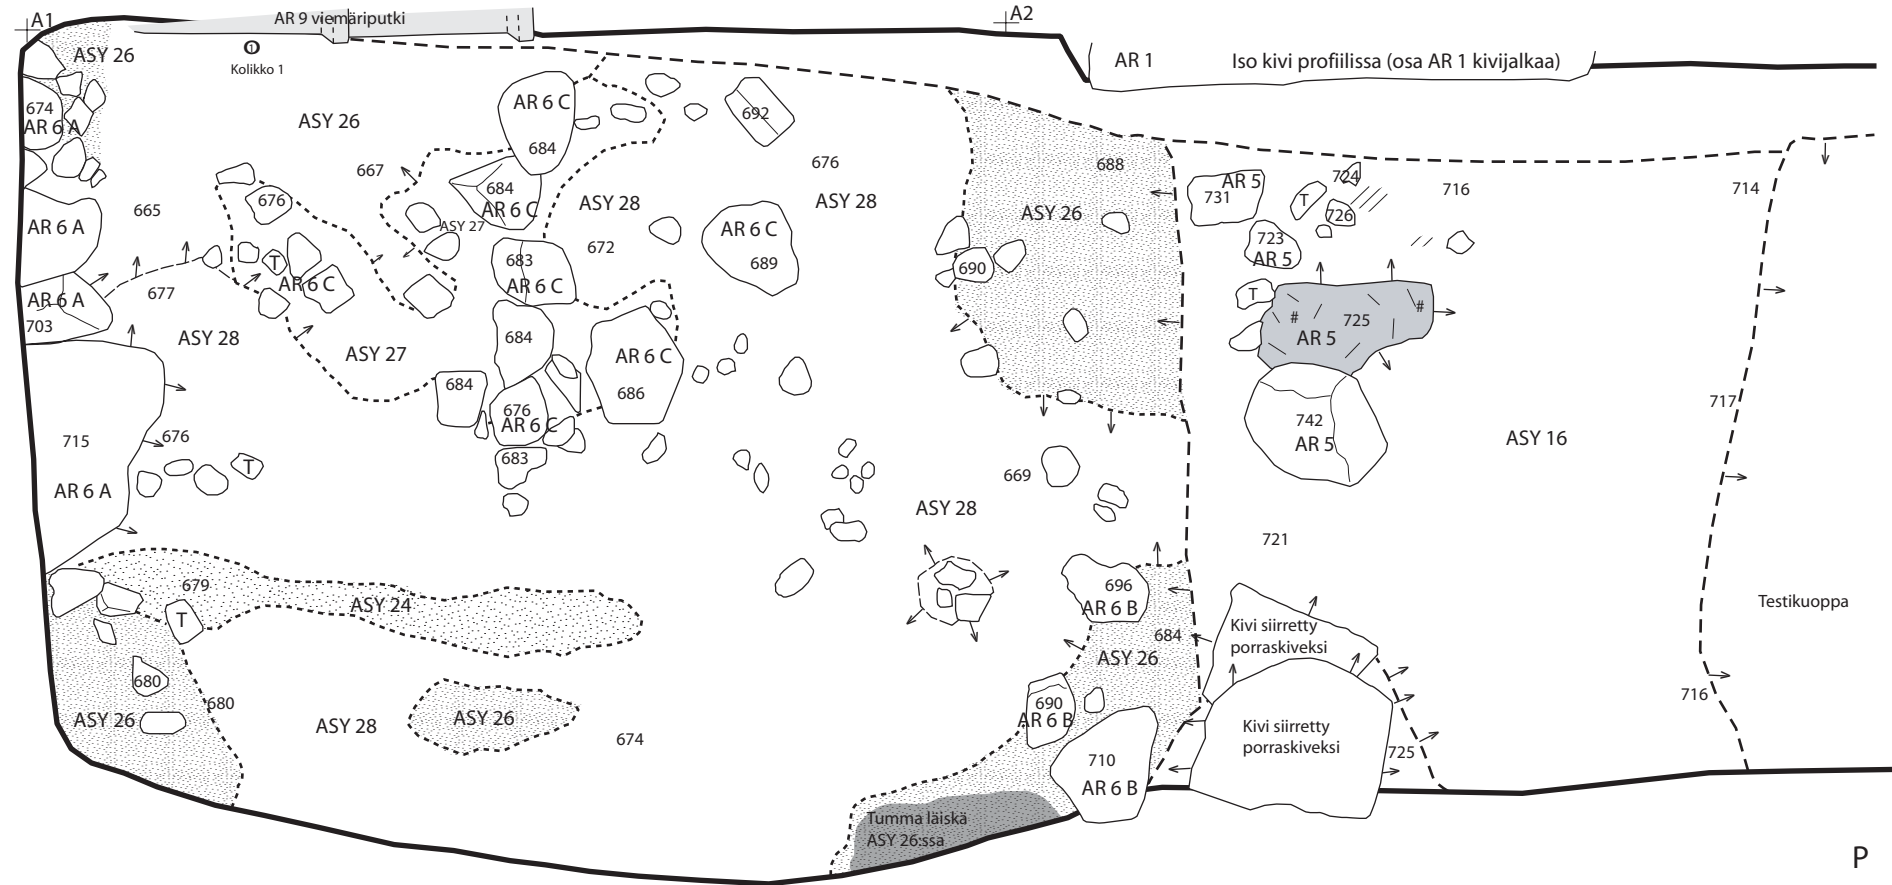 A1
AR 9 viemäriputki
A2
1
Kolikko 1
ASY 26
AR 1
Iso kivi profiilissa (osa AR 1 kivijalkaa)
674
AR 6 A
ASY 26
AR 6 C
684
692
667
676
688
724
716
714
676
684
AR 6 C
AR 5
731
T
726
665
ASY 28
ASY 28
ASY 26
AR 6 A
ASY 27
AR 6 C
723
AR 5
672
T
683
689
690
AR 6 C
AR 6 C
677
AR 6 A
703
T
#
#
725
AR 5
ASY 28
684
ASY 27
AR 6 C
684
686
717
676
AR 6 C
742
AR 5
715
676
ASY 16
683
T
669
AR 6 A
ASY 28
721
679
ASY 24
696
AR 6 B
T
Testikuoppa
Kivi siirretty
porraskiveksi
684
ASY 26
680
680
716
690
AR 6 B
ASY 26
ASY 28
ASY 26
674
Kivi siirretty
porraskiveksi
725
710
AR 6 B
Tumma läiskä
ASY 26:ssa
P